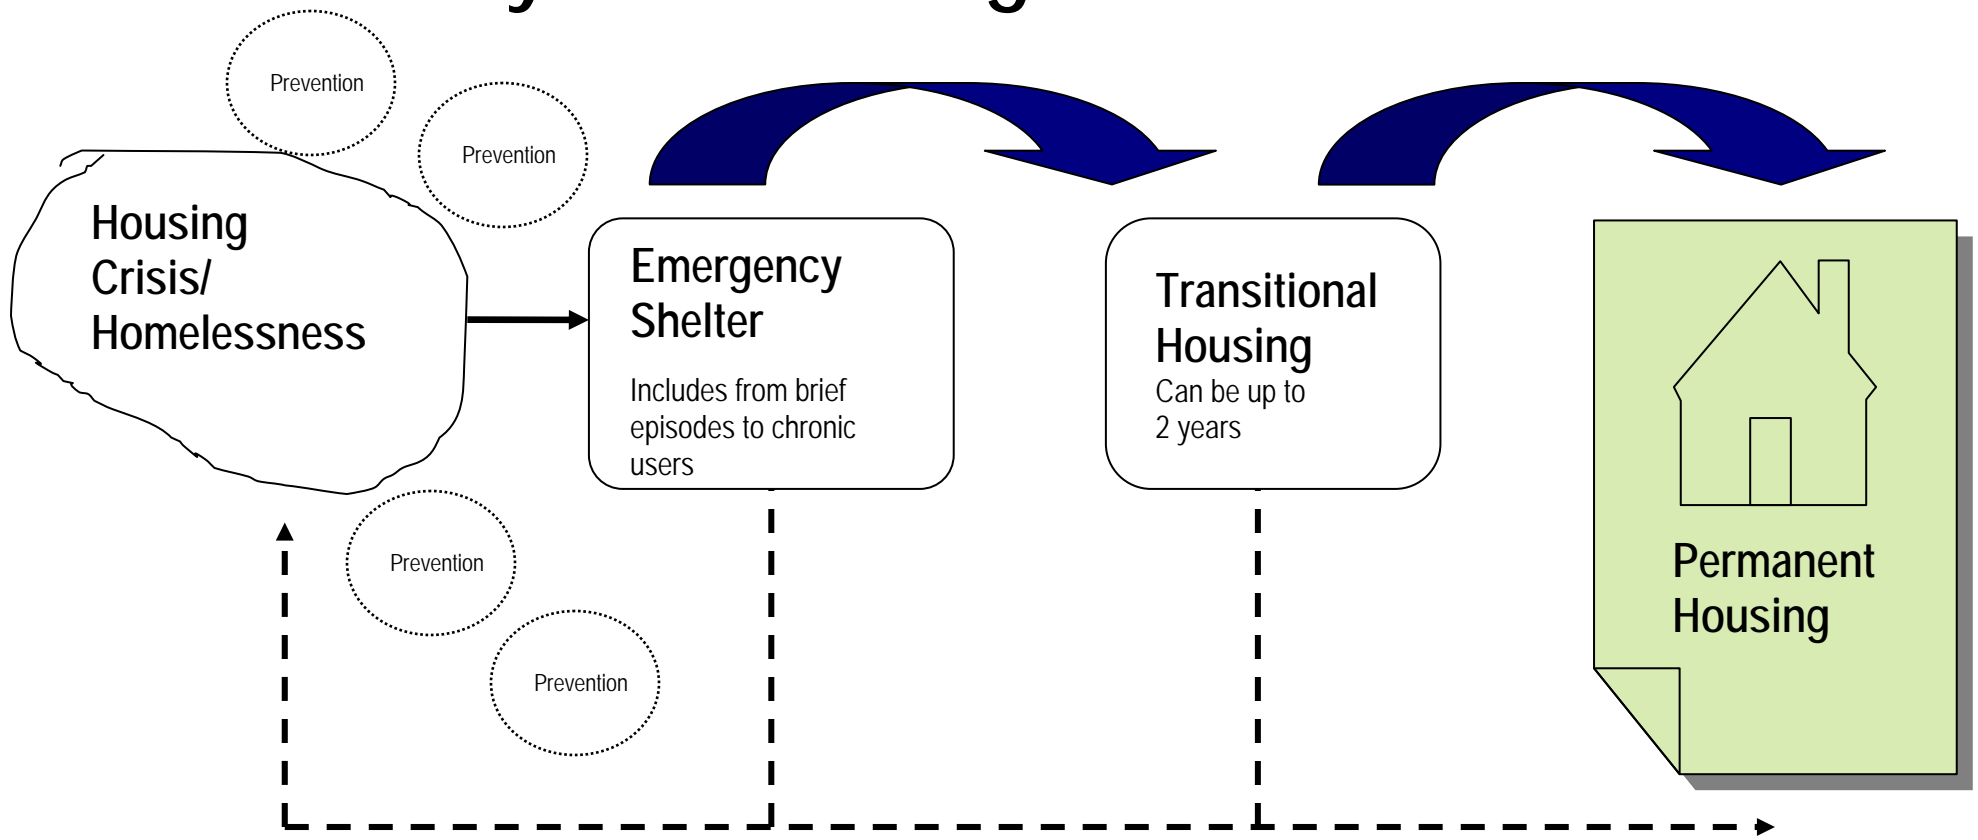 Prevention
Prevention
Housing
Crisis/
Homelessness
Emergency
Shelter
Includes from brief
episodes to chronic
users
Transitional
Housing
Can be up to
2 years
Permanent
Housing
Prevention
Prevention